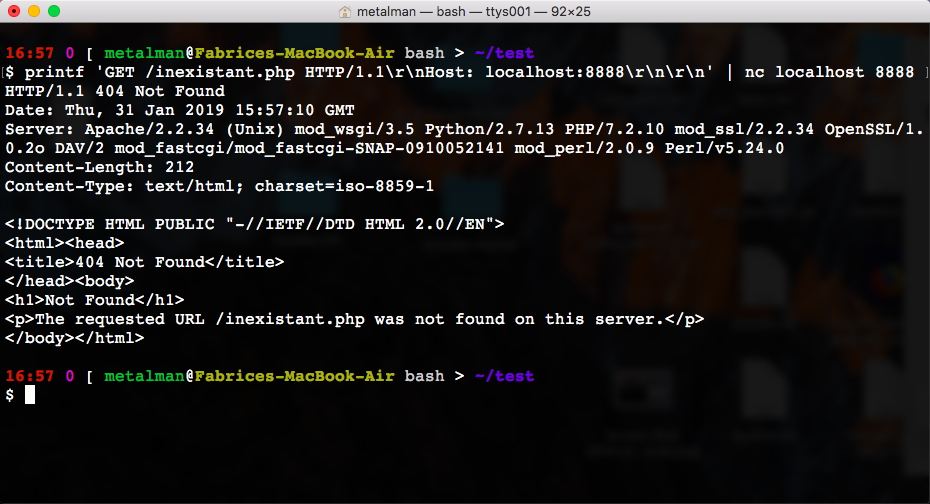 metalman — bash — ttys001 — 92×25
16:57 0 [ metalman@Fabrices-MacBook-Air bash > ~/test
$ printf 'GET /inexistant.php HTTP/1.1\r\nHost: localhost:8888\r\n\r\n' | nc localhost 8888
HTTP/1.1 404 Not Found
Date: Thu, 31 Jan 2019 15:57:10 GMT
Server: Apache/2.2.34 (Unix) mod_wsgi/3.5 Python/2.7.13 PHP/7.2.10 mod_ssl/2.2.34 OpenSSL/1.
0.2o DAV/2 mod_fastcgi/mod_fastcgi-SNAP-0910052141 mod_perl/2.0.9 Perl/v5.24.0
Content-Length: 212
Content-Type: text/html; charset=iso-8859-1
<!DOCTYPE HTML PUBLIC "-//IETF//DTD HTML 2.0//EN">
<html><head>
<title>404 Not Found</title>
</head><body>
<h1>Not Found</h1>
<p>The requested URL /inexistant.php was not found on this server.</p>
</body></html>
16:57 0 [ metalman@Fabrices-MacBook-Air bash > ~/test
$